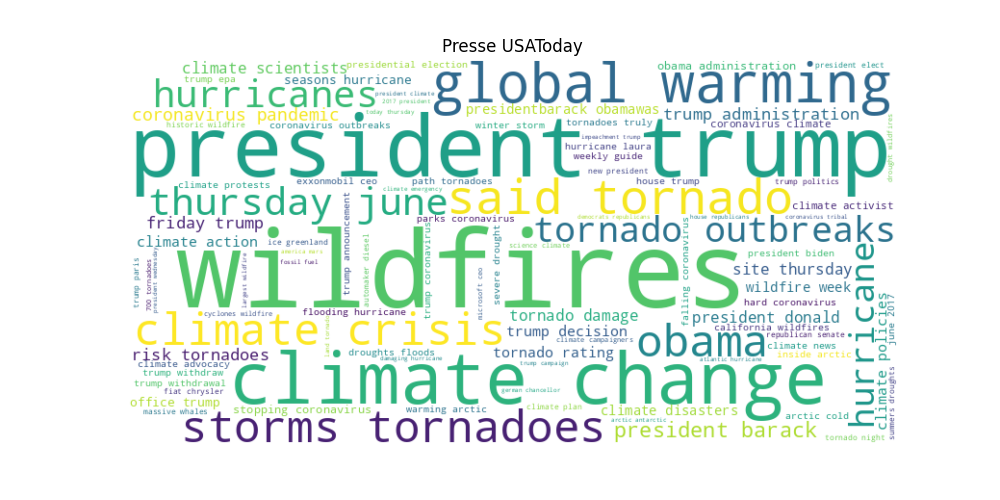 Presse USAToday
climate scientists
presidential election
trump epa
seasons hurricane
president climate
hurricanes
2017 president
global warming
obama administration
president elect
coronavirus pandemic
today thursday
presidentbarack obamawas
trump administration
historic wildfire
coronavirus outbreaks
winter storm
tornadoes truly
coronavirus climate
president trump
impeachment trump
hurricane laura
weekly guide
new president
drought wildfires
climate protests
exxonmobil ceo
path tornadoes
house trump
trump politics
climate emergency
thursday june
said tornado
climate activist
friday trump
parks coronavirus
democrats republicans
house republicans
coronavirus tribal
tornado outbreaks
climate action
ice greenland
america mars
fossil fuel
trump announcement
automaker diesel
trump coronavirus
science climate
severe drought
microsoft ceo
falling coronavirus
president biden
site thursday
wildfire week
trump paris
700 tornadoes
president wednesday
largest wildfire
wildfires
hard coronavirus
cyclones wildfire
flooding hurricane
tornado damage
president donald
california wildfires
republican senate
hurricane
climate policies
june 2017
climate crisis
trump decision
climate campaigners
obama
climate news
inside arctic
risk tornadoes
droughts floods
damaging hurricane
tornado rating
atlantic hurricane
climate advocacy
trump withdraw
trump campaign
trump withdrawal
fiat chrysler
climate change
german chancellor
office trump
massive whales
stopping coronavirus
warming arctic
climate plan
climate disasters
arctic antarctic
arctic cold
summers droughts
storms tornadoes
president barack
tornado night